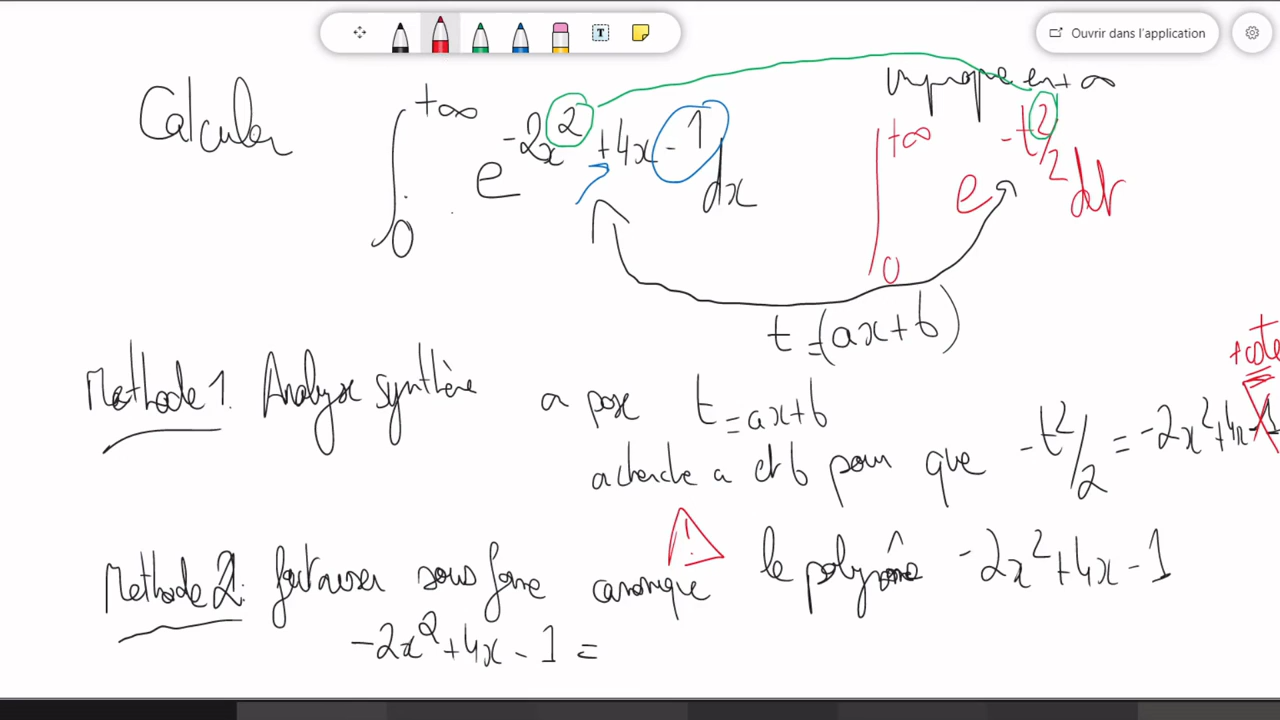 Ouvrir dans l'application
Calculer ∫₀^{+∞} e^{-2x²+4x-1} dx
impropre en +∞
∫₀^{+∞} e^{-t²/2} dt
t=(ax+b)
Methode 1. Analyse synthèse a pose t=ax+b
a cherche a et b pour que -t²/2 = -2x²+4x-1
+cote
Methode 2. factoriser sous forme canonique ! le polynôme -2x²+4x-1
-2x²+4x-1 =